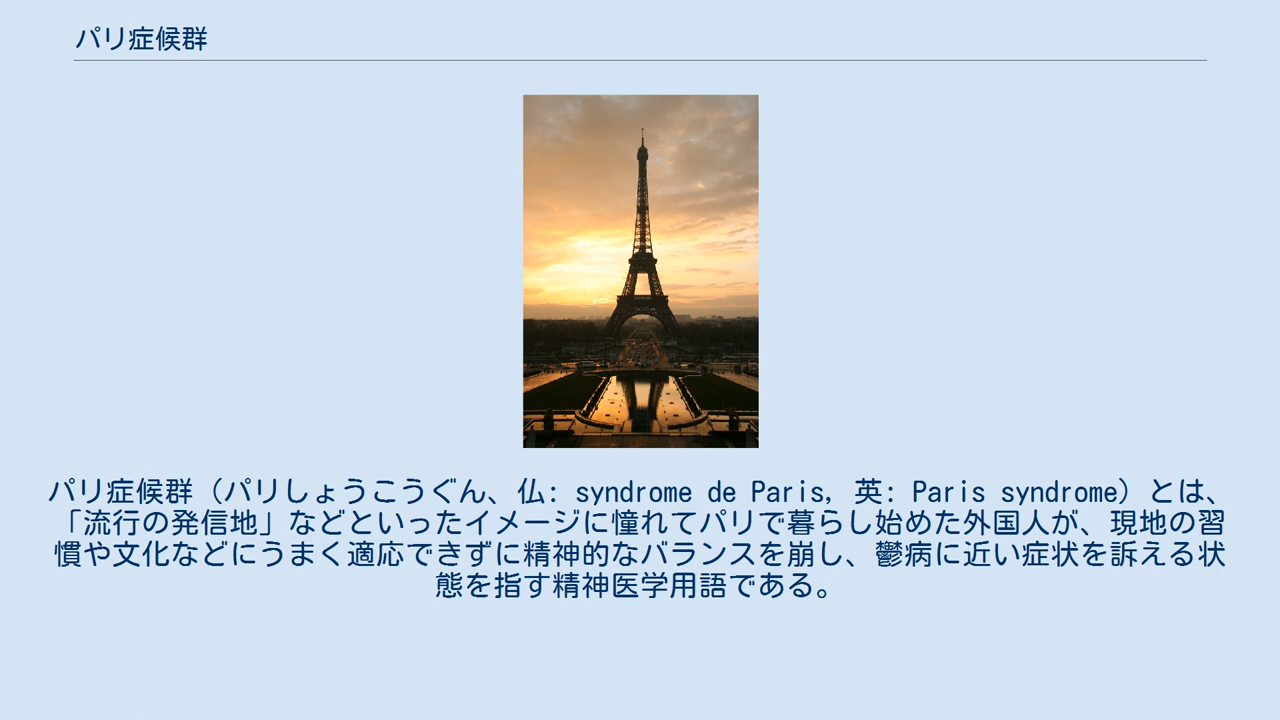 パリ症候群
パリ症候群（パリしょうこうぐん、仏: syndrome de Paris, 英: Paris syndrome）とは、
「流行の発信地」などといったイメージに憧れてパリで暮らし始めた外国人が、現地の習
慣や文化などにうまく適応できずに精神的なバランスを崩し、鬱病に近い症状を訴える状
態を指す精神医学用語である。